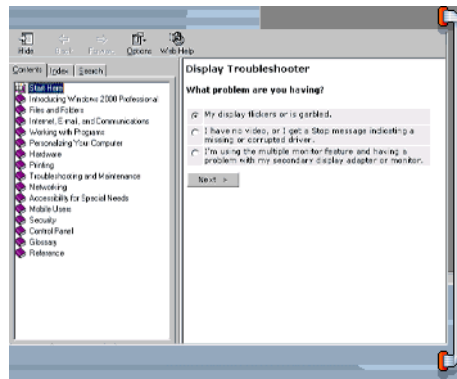 Hide Back Forward Options Web Help
Contents Index Search
Start Here
Introducing Windows 2000 Professional
Files and Folders
Internet, E-mail, and Communications
Working with Programs
Personalizing Your Computer
Hardware
Printing
Troubleshooting and Maintenance
Networking
Accessibility for Special Needs
Mobile Users
Security
Control Panel
Glossary
Reference
Display Troubleshooter
What problem are you having?
My display flickers or is garbled.
I have no video, or I get a Stop message indicating a
missing or corrupted driver.
I'm using the multiple monitor feature and having a
problem with my secondary display adapter or monitor.
Next >